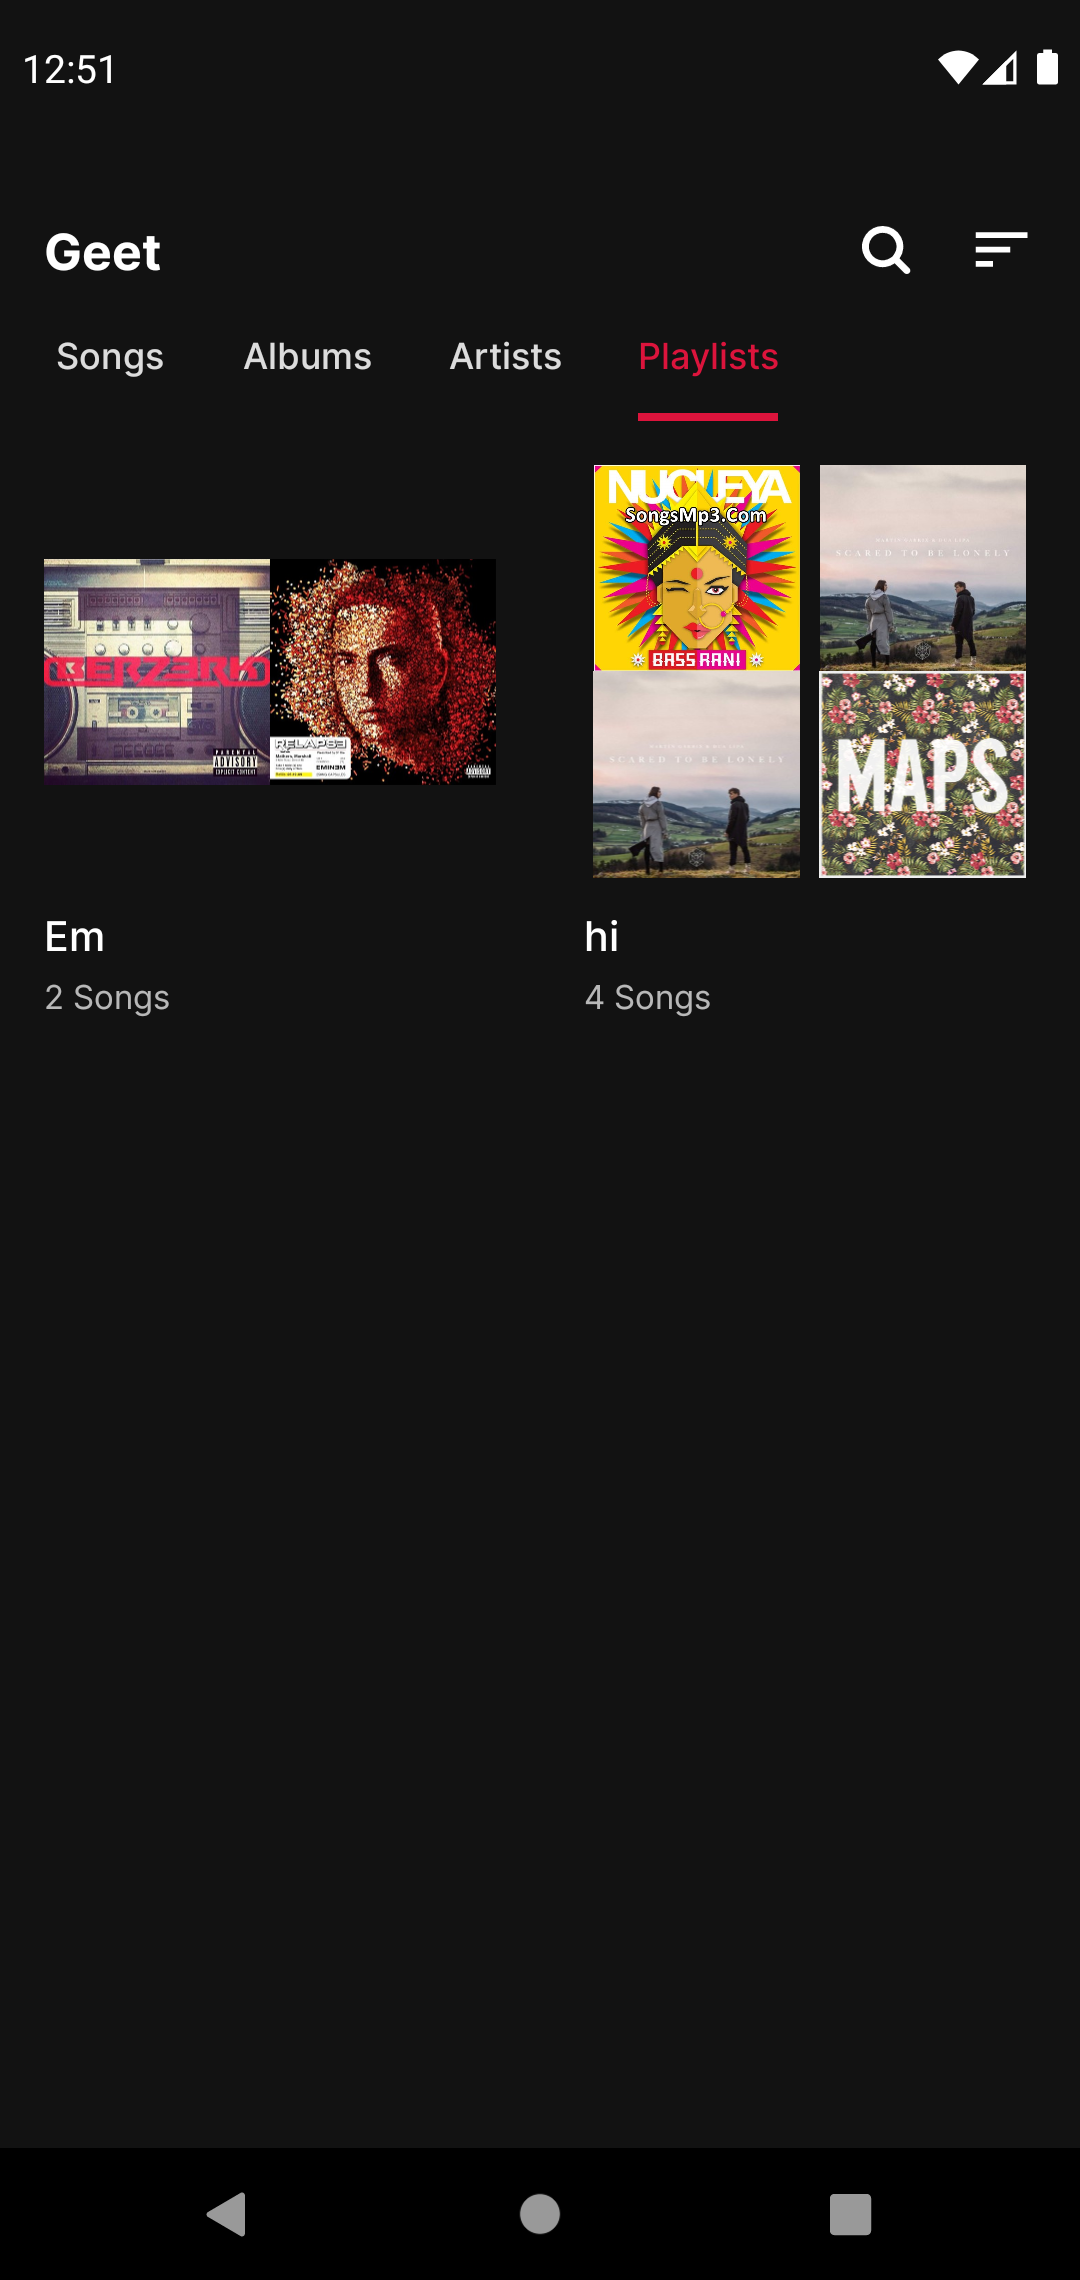 12:51
Geet
Songs Albums Artists Playlists
NUCLEYA
SongsMp3.Com
BASS RANI
SCARED TO BE LONELY
BERZERK
PARENTAL
ADVISORY
EXPLICIT CONTENT
RELAPSE
EMINEM
SCARED TO BE LONELY
MAPS
Em
2 Songs
hi
4 Songs